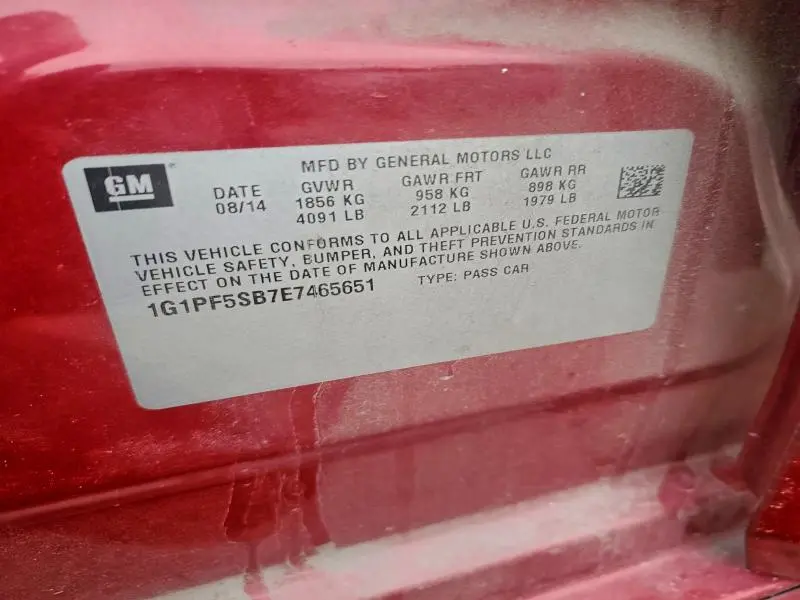 GM
MFD BY GENERAL MOTORS LLC
DATE GVWR GAWR FRT GAWR RR
08/14 1856 KG 958 KG 898 KG
4091 LB 2112 LB 1979 LB
THIS VEHICLE CONFORMS TO ALL APPLICABLE U.S. FEDERAL MOTOR
VEHICLE SAFETY, BUMPER, AND THEFT PREVENTION STANDARDS IN
EFFECT ON THE DATE OF MANUFACTURE SHOWN ABOVE.
1G1PF5SB7E7465651 TYPE: PASS CAR